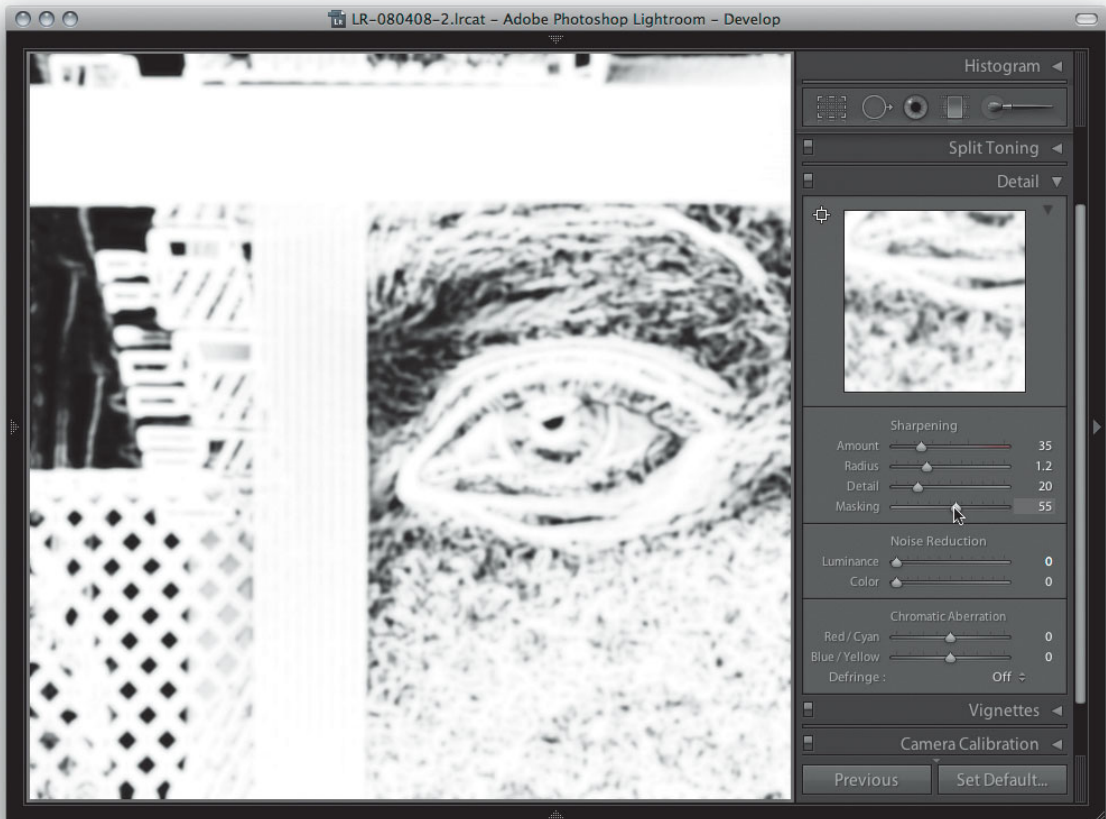 LR-080408-2.lrcat – Adobe Photoshop Lightroom – Develop
Histogram
Split Toning
Detail
Sharpening
Amount 35
Radius 1.2
Detail 20
Masking 55
Noise Reduction
Luminance 0
Color 0
Chromatic Aberration
Red / Cyan 0
Blue / Yellow 0
Defringe : Off
Vignettes
Camera Calibration
Previous Set Default...